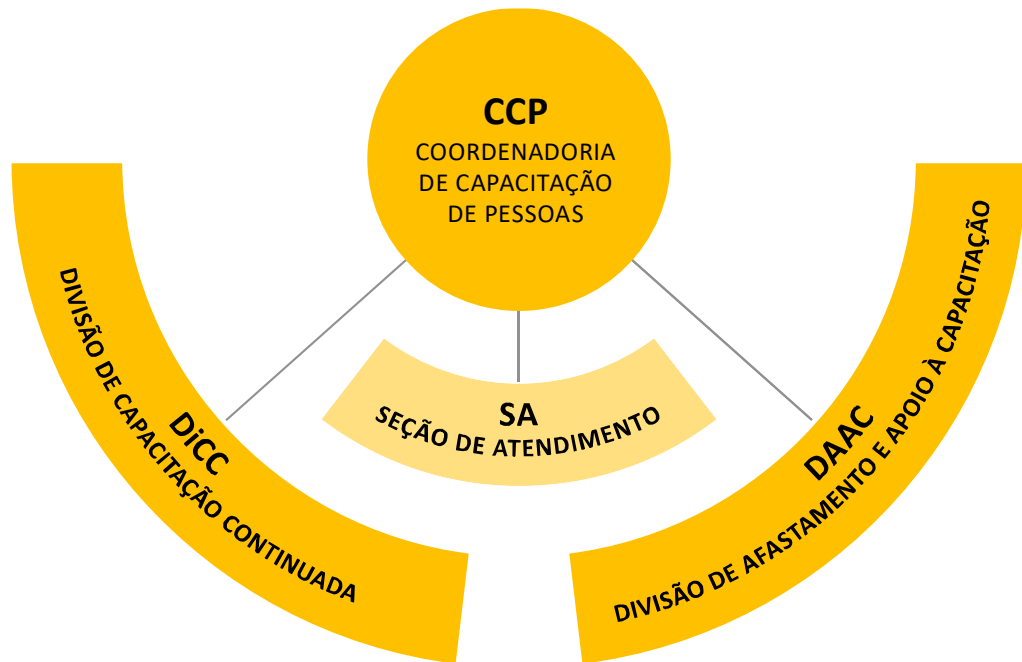 CCP
COORDENADORIA
DE CAPACITAÇÃO
DE PESSOAS
DiCC
DIVISÃO DE CAPACITAÇÃO CONTINUADA
SA
SEÇÃO DE ATENDIMENTO
DAAC
DIVISÃO DE AFASTAMENTO E APOIO À CAPACITAÇÃO